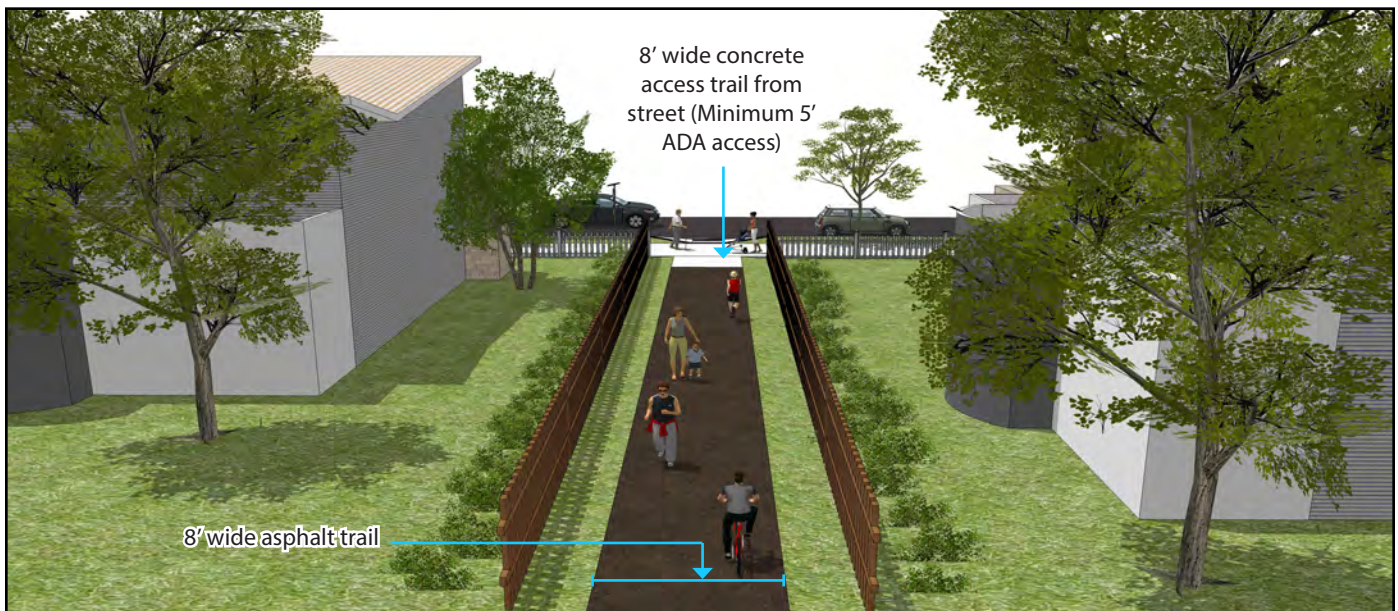 8’ wide concrete
access trail from
street (Minimum 5’
ADA access)
8’ wide asphalt trail